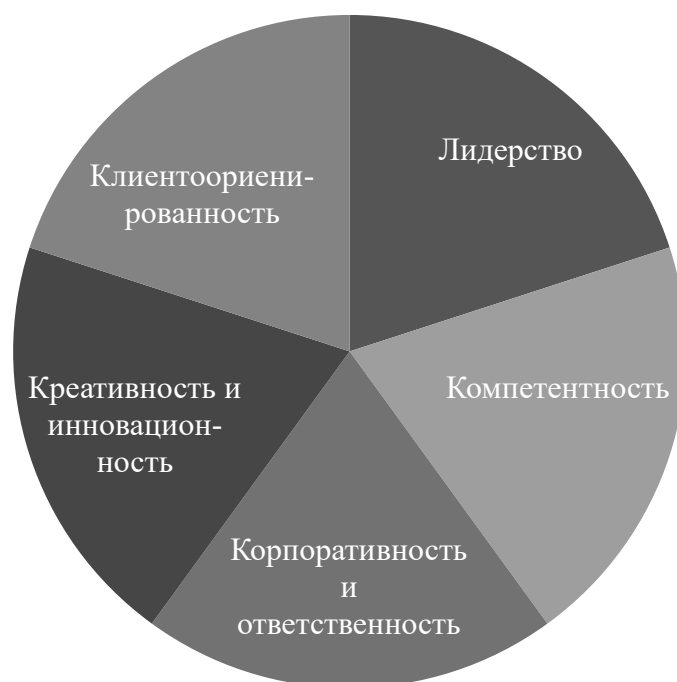 Лидерство
Компетентность
Корпоративность
и
ответственность
Креативность и
инновацион-
ность
Клиентоориени-
рованность